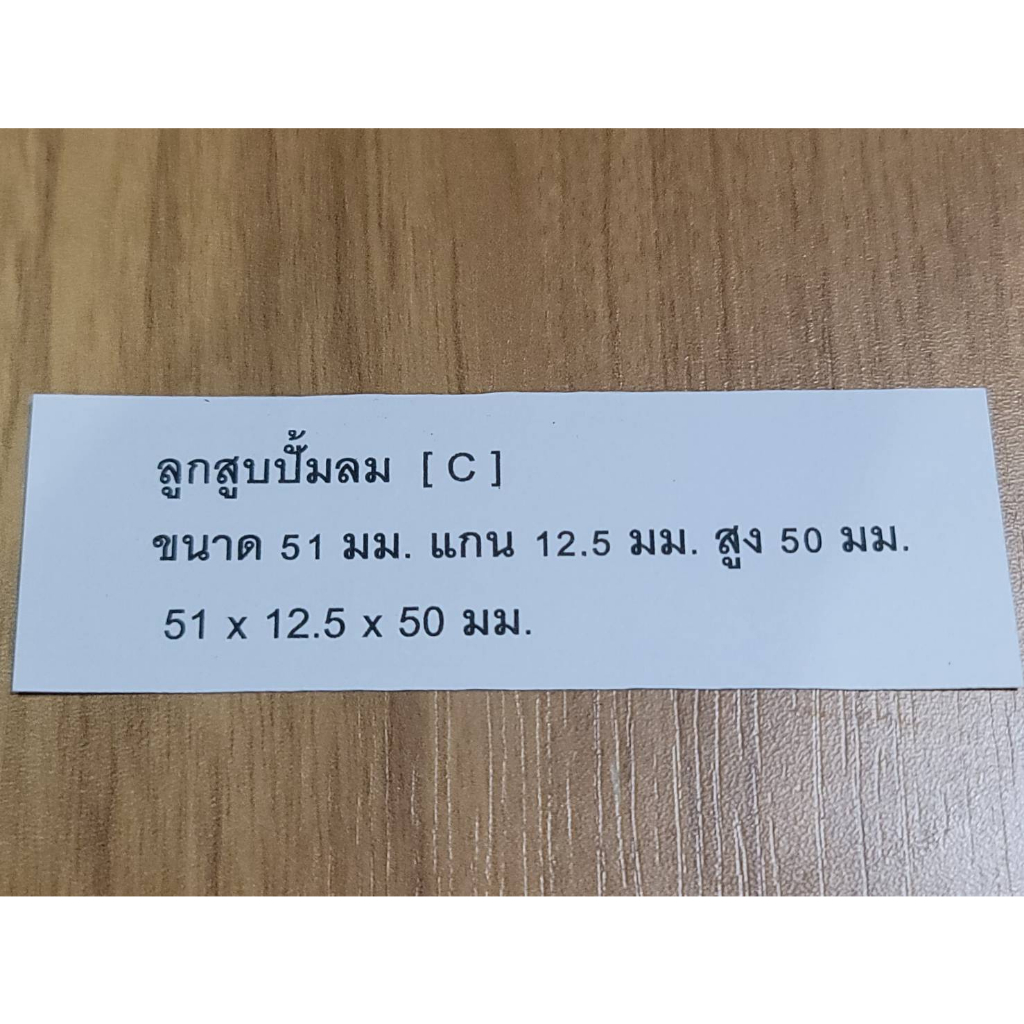 ลูกสูบปั๊มลม [ C ]
ขนาด 51 มม. แกน 12.5 มม. สูง 50 มม.
51 x 12.5 x 50 มม.